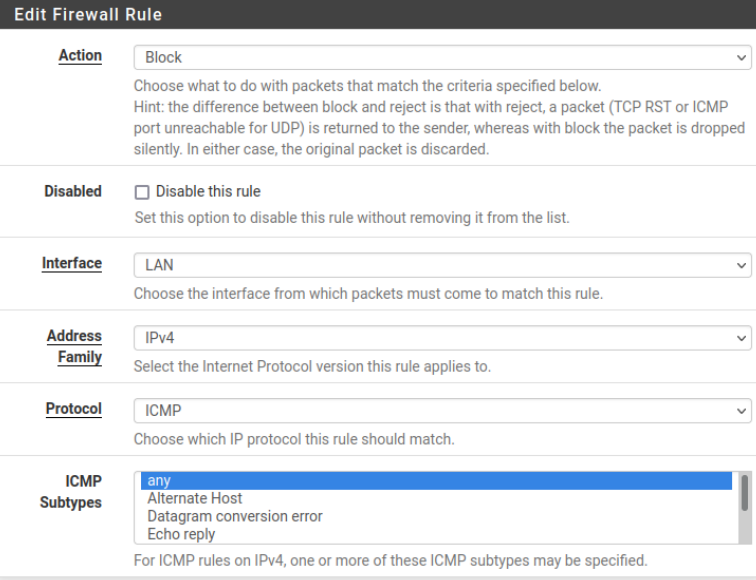 Edit Firewall Rule
Action
Block
Choose what to do with packets that match the criteria specified below.
Hint: the difference between block and reject is that with reject, a packet (TCP RST or ICMP
port unreachable for UDP) is returned to the sender, whereas with block the packet is dropped
silently. In either case, the original packet is discarded.
Disabled
Disable this rule
Set this option to disable this rule without removing it from the list.
Interface
LAN
Choose the interface from which packets must come to match this rule.
Address
Family
IPv4
Select the Internet Protocol version this rule applies to.
Protocol
ICMP
Choose which IP protocol this rule should match.
ICMP
Subtypes
any
Alternate Host
Datagram conversion error
Echo reply
For ICMP rules on IPv4, one or more of these ICMP subtypes may be specified.